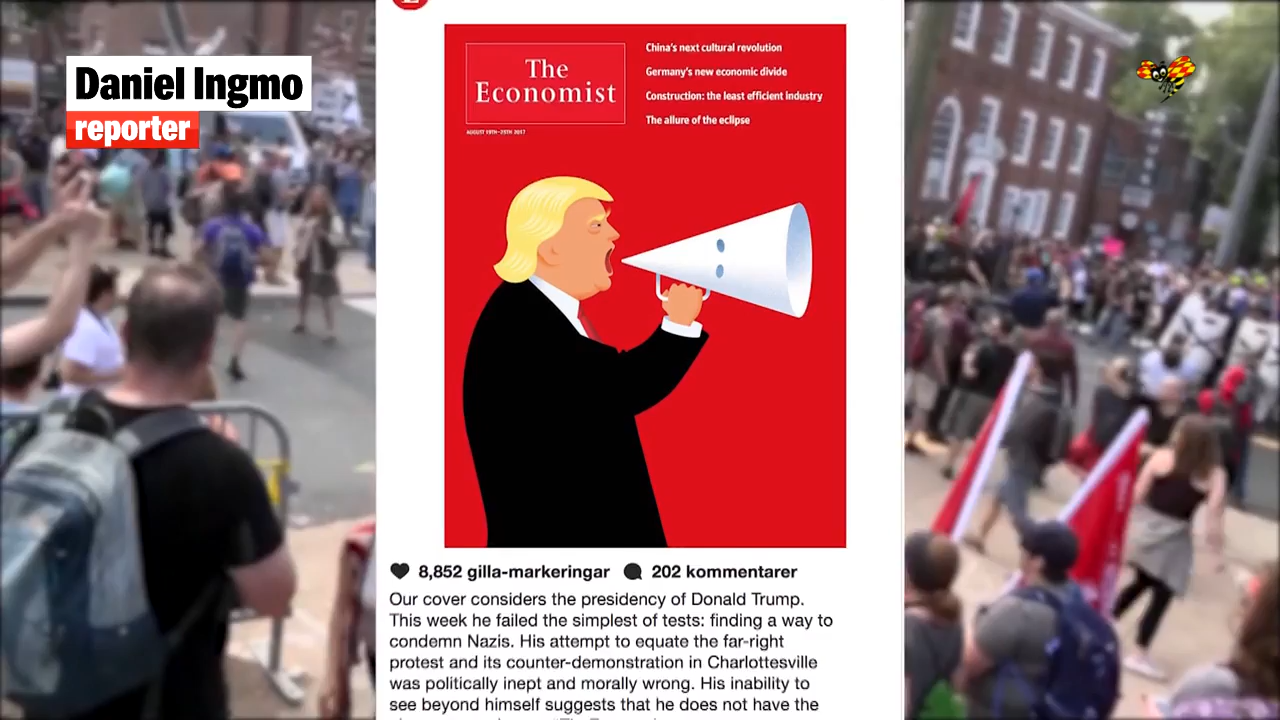 Daniel Ingmo
reporter
The
Economist
AUGUST 19TH–25TH 2017
China's next cultural revolution
Germany's new economic divide
Construction: the least efficient industry
The allure of the eclipse
8,852 gilla-markeringar 202 kommentarer
Our cover considers the presidency of Donald Trump.
This week he failed the simplest of tests: finding a way to
condemn Nazis. His attempt to equate the far-right
protest and its counter-demonstration in Charlottesville
was politically inept and morally wrong. His inability to
see beyond himself suggests that he does not have the